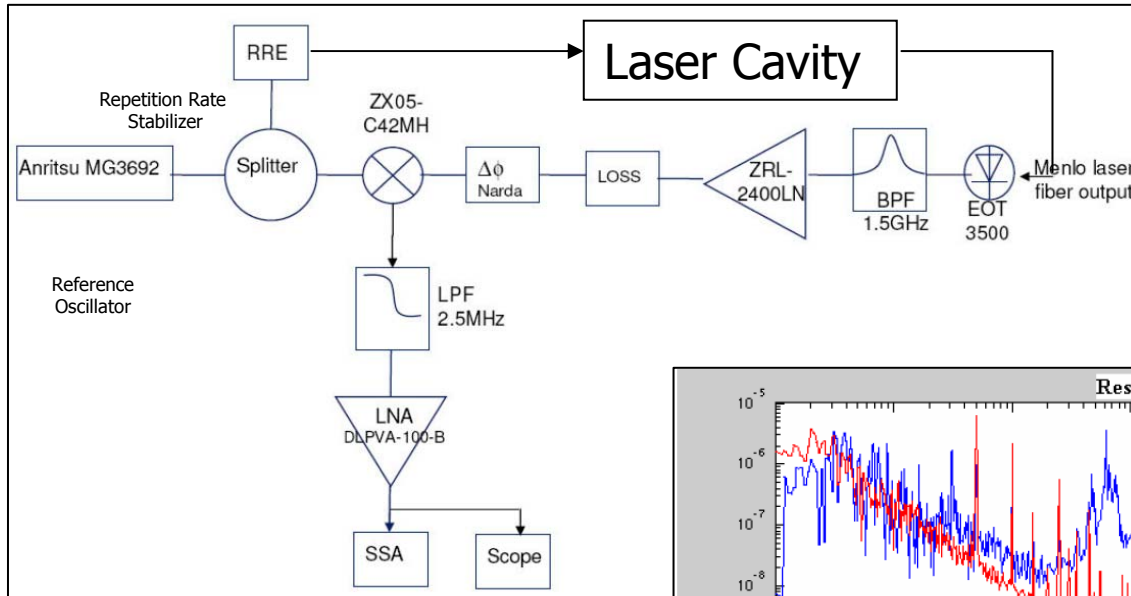 RRE
Laser Cavity
Repetition Rate
Stabilizer
ZX05-
C42MH
Anritsu MG3692
Splitter
Δϕ
Narda
LOSS
ZRL-
2400LN
BPF
1.5GHz
EOT
3500
Menlo laser
fiber output
Reference
Oscillator
LPF
2.5MHz
LNA
DLPVA-100-B
SSA
Scope
Res
10⁻⁵
10⁻⁶
10⁻⁷
10⁻⁸